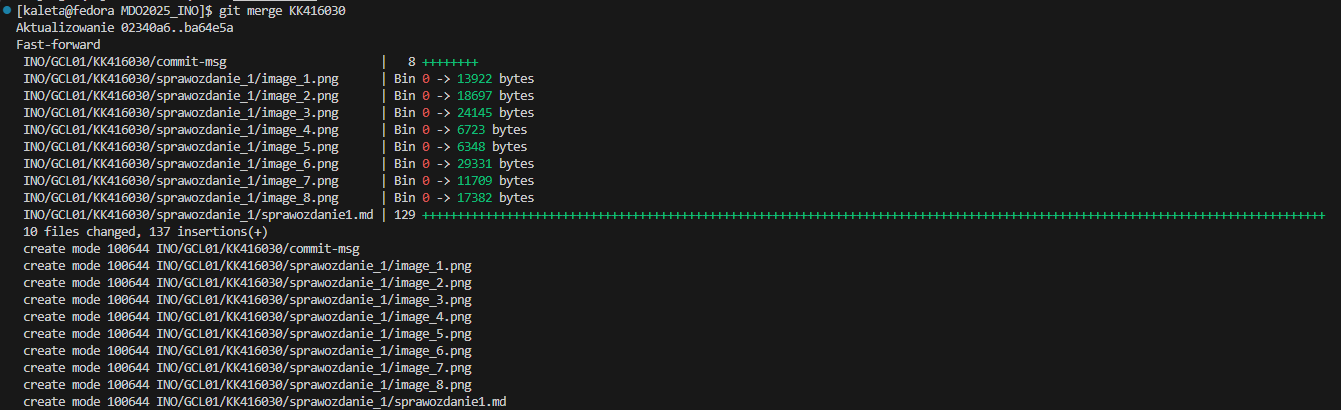 [kaleta@fedora MDO2025_INO]$ git merge KK416030
Aktualizowanie 02340a6..ba64e5a
Fast-forward
 INO/GCL01/KK416030/commit-msg                      |   8 ++++++++
 INO/GCL01/KK416030/sprawozdanie_1/image_1.png      | Bin 0 -> 13922 bytes
 INO/GCL01/KK416030/sprawozdanie_1/image_2.png      | Bin 0 -> 18697 bytes
 INO/GCL01/KK416030/sprawozdanie_1/image_3.png      | Bin 0 -> 24145 bytes
 INO/GCL01/KK416030/sprawozdanie_1/image_4.png      | Bin 0 -> 6723 bytes
 INO/GCL01/KK416030/sprawozdanie_1/image_5.png      | Bin 0 -> 6348 bytes
 INO/GCL01/KK416030/sprawozdanie_1/image_6.png      | Bin 0 -> 29331 bytes
 INO/GCL01/KK416030/sprawozdanie_1/image_7.png      | Bin 0 -> 11709 bytes
 INO/GCL01/KK416030/sprawozdanie_1/image_8.png      | Bin 0 -> 17382 bytes
 INO/GCL01/KK416030/sprawozdanie_1/sprawozdanie1.md | 129 +++++++++++++++++++++++++++++++++++++++++++++++++++++++++++++++++++++++++++++++++++++++++++++++++++++++++++++++++++++++++++++++++
 10 files changed, 137 insertions(+)
 create mode 100644 INO/GCL01/KK416030/commit-msg
 create mode 100644 INO/GCL01/KK416030/sprawozdanie_1/image_1.png
 create mode 100644 INO/GCL01/KK416030/sprawozdanie_1/image_2.png
 create mode 100644 INO/GCL01/KK416030/sprawozdanie_1/image_3.png
 create mode 100644 INO/GCL01/KK416030/sprawozdanie_1/image_4.png
 create mode 100644 INO/GCL01/KK416030/sprawozdanie_1/image_5.png
 create mode 100644 INO/GCL01/KK416030/sprawozdanie_1/image_6.png
 create mode 100644 INO/GCL01/KK416030/sprawozdanie_1/image_7.png
 create mode 100644 INO/GCL01/KK416030/sprawozdanie_1/image_8.png
 create mode 100644 INO/GCL01/KK416030/sprawozdanie_1/sprawozdanie1.md